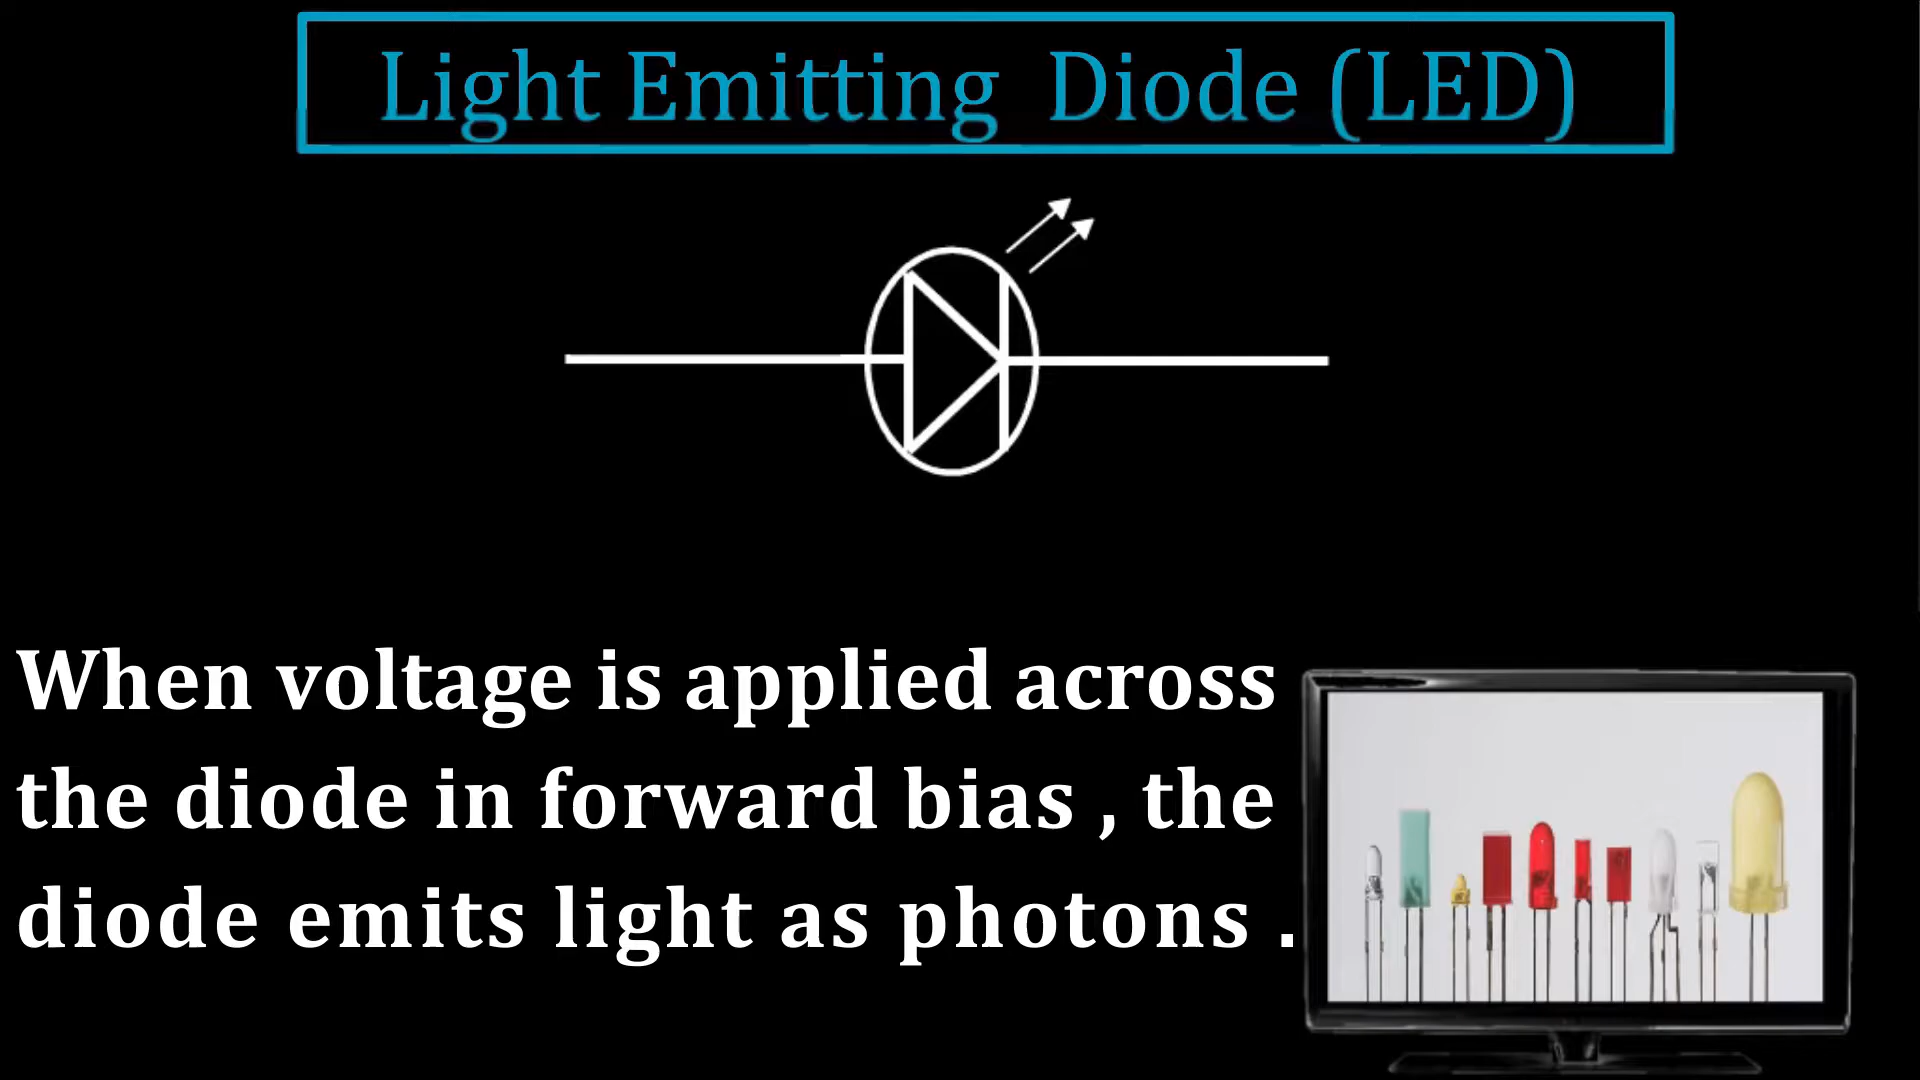 Light Emitting Diode (LED)
When voltage is applied across
the diode in forward bias , the
diode emits light as photons .